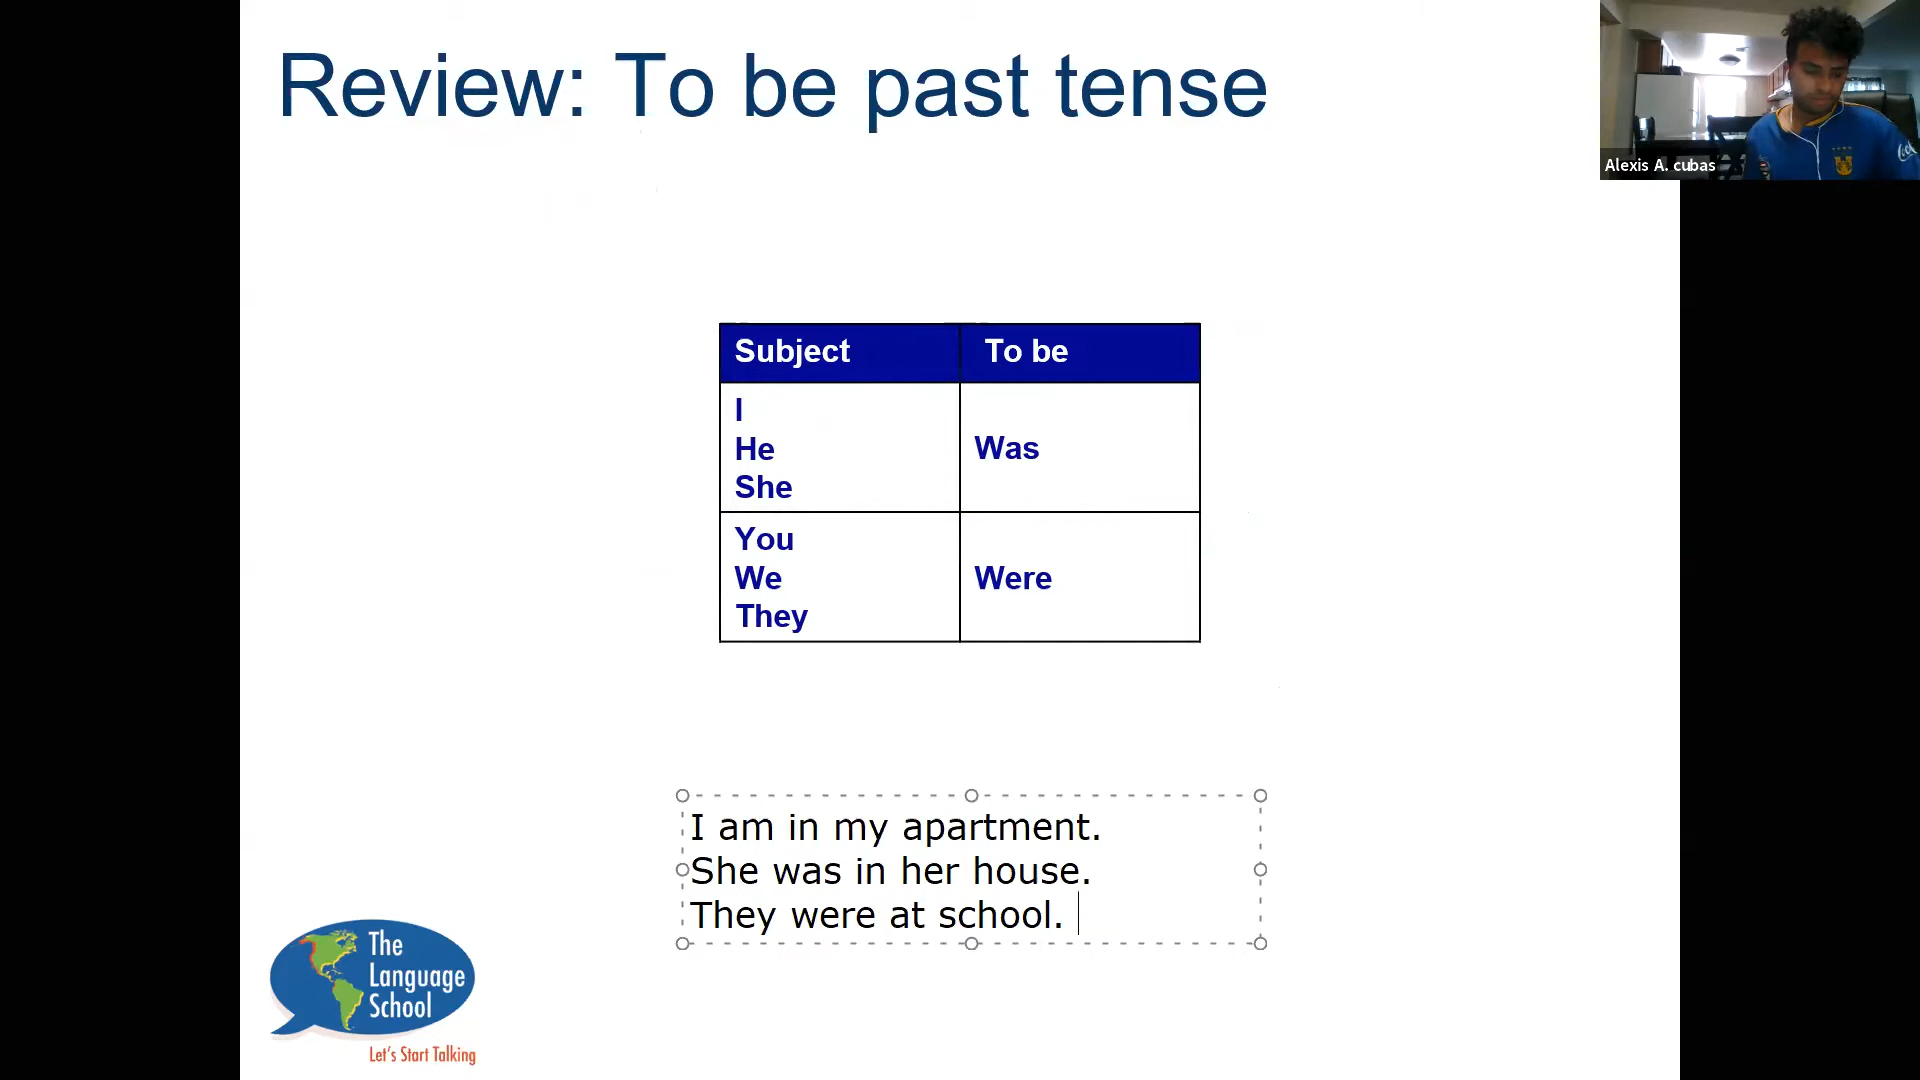 Review: To be past tense
Alexis A. cubas
Subject To be
I
He
She
Was
You
We
They
Were
I am in my apartment.
She was in her house.
They were at school.
The
Language
School
Let's Start Talking